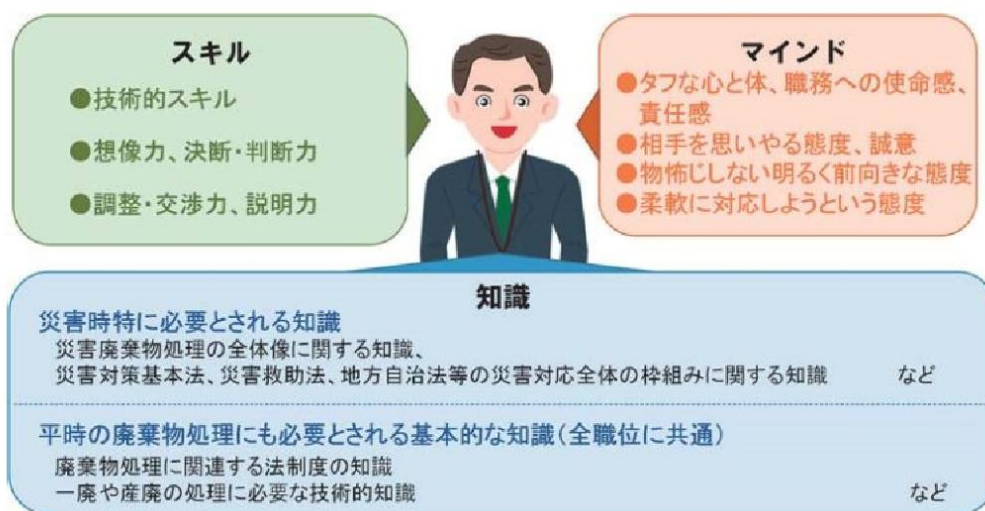 スキル
●技術的スキル
●想像力、決断・判断力
●調整・交渉力、説明力
マインド
●タフな心と体、職務への使命感、
責任感
●相手を思いやる態度、誠意
●物怖じしない明るく前向きな態度
●柔軟に対応しようという態度
知識
災害時特に必要とされる知識
災害廃棄物処理の全体像に関する知識、
災害対策基本法、災害救助法、地方自治法等の災害対応全体の枠組みに関する知識 など
平時の廃棄物処理にも必要とされる基本的な知識（全職位に共通）
廃棄物処理に関連する法制度の知識
一廃や産廃の処理に必要な技術的知識 など